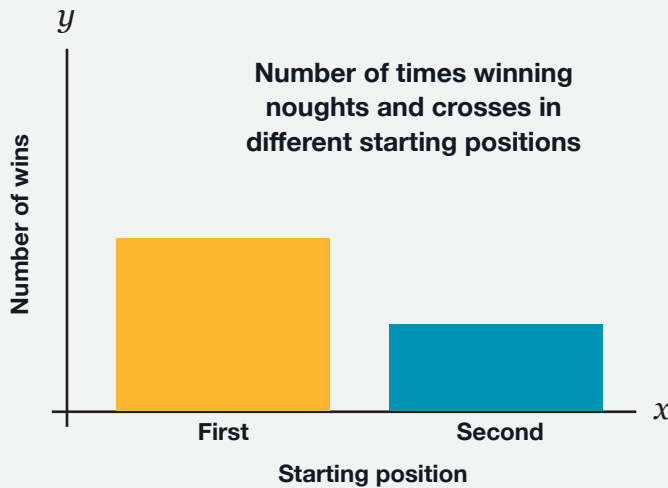 y
Number of times winning
noughts and crosses in
different starting positions
Number of wins
x
First
Second
Starting position